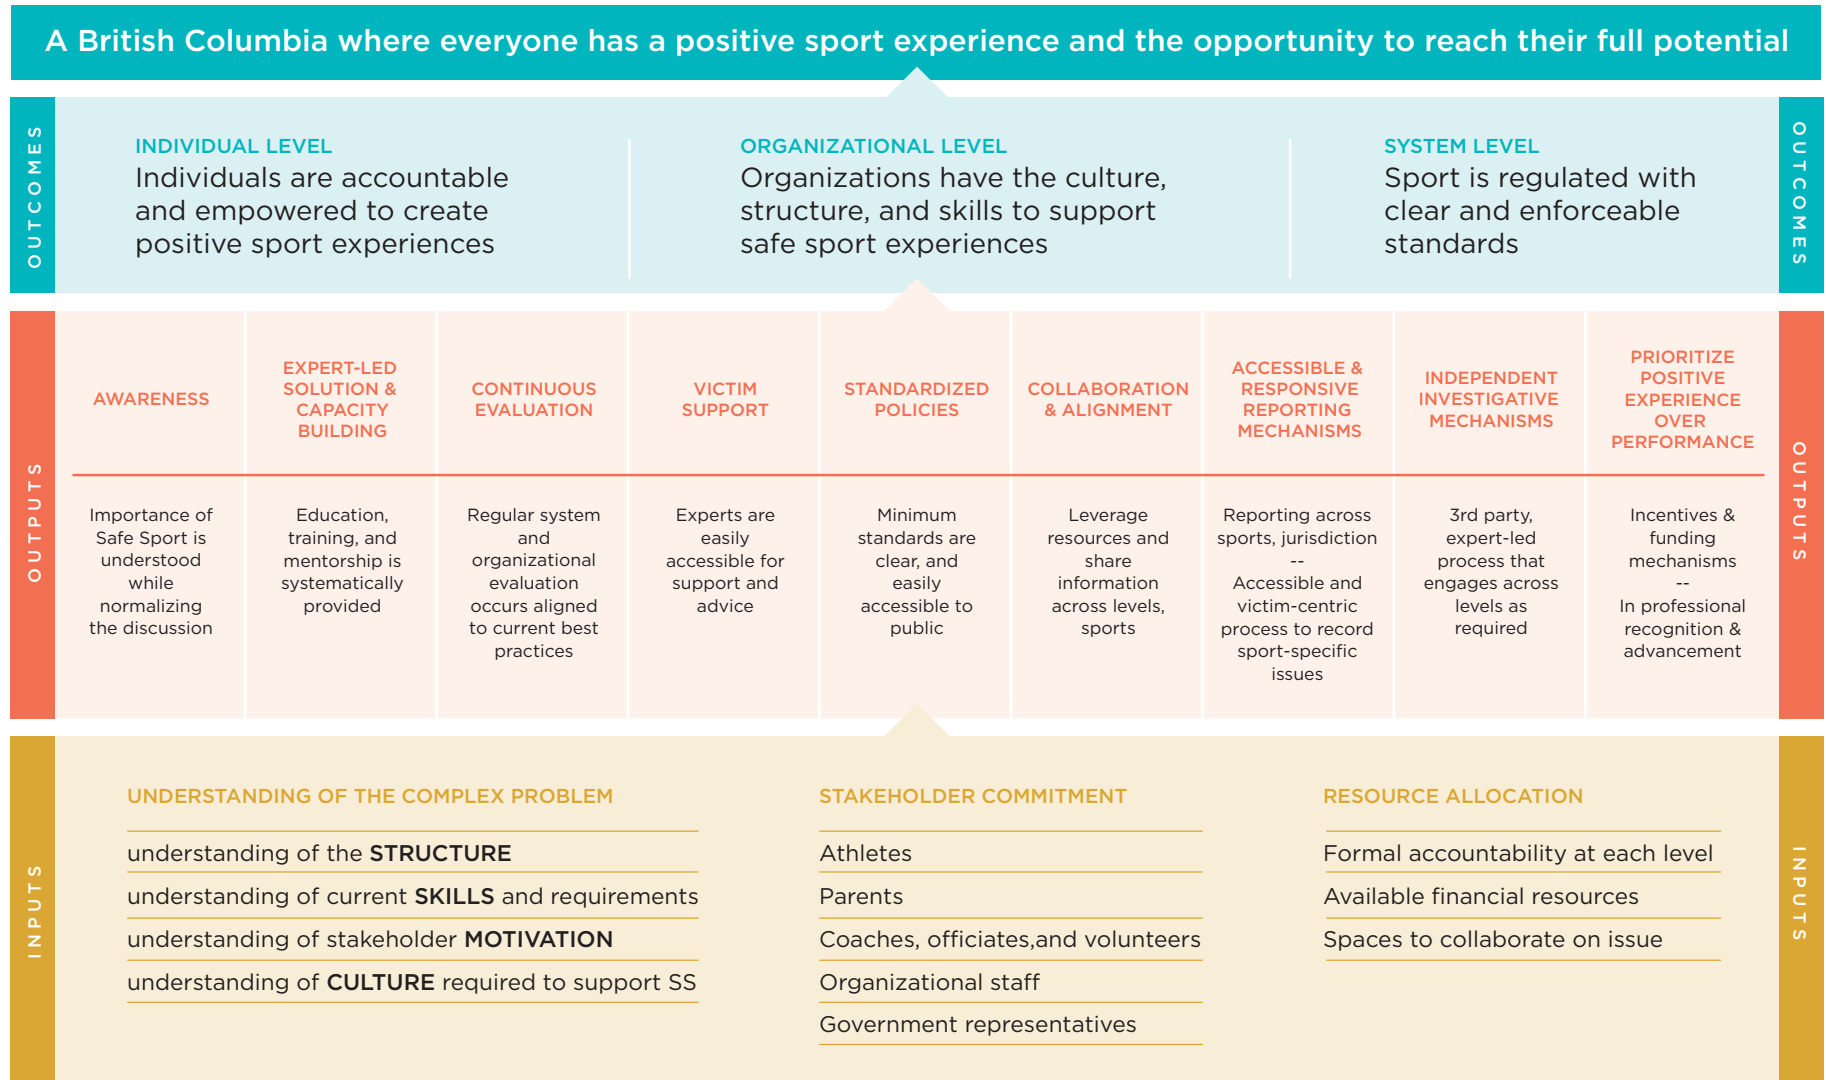 A British Columbia where everyone has a positive sport experience and the opportunity to reach their full potential
OUTCOMES
INDIVIDUAL LEVEL
Individuals are accountable
and empowered to create
positive sport experiences
ORGANIZATIONAL LEVEL
Organizations have the culture,
structure, and skills to support
safe sport experiences
SYSTEM LEVEL
Sport is regulated with
clear and enforceable
standards
OUTCOMES
OUTPUTS
AWARENESS
Importance of
Safe Sport is
understood
while
normalizing
the discussion
EXPERT-LED
SOLUTION &
CAPACITY
BUILDING
Education,
training, and
mentorship is
systematically
provided
CONTINUOUS
EVALUATION
Regular system
and
organizational
evaluation
occurs aligned
to current best
practices
VICTIM
SUPPORT
Experts are
easily
accessible for
support and
advice
STANDARDIZED
POLICIES
Minimum
standards are
clear, and
easily
accessible to
public
COLLABORATION
& ALIGNMENT
Leverage
resources and
share
information
across levels,
sports
ACCESSIBLE &
RESPONSIVE
REPORTING
MECHANISMS
Reporting across
sports, jurisdiction
--
Accessible and
victim-centric
process to record
sport-specific
issues
INDEPENDENT
INVESTIGATIVE
MECHANISMS
3rd party,
expert-led
process that
engages across
levels as
required
PRIORITIZE
POSITIVE
EXPERIENCE
OVER
PERFORMANCE
Incentives &
funding
mechanisms
--
In professional
recognition &
advancement
OUTPUTS
INPUTS
UNDERSTANDING OF THE COMPLEX PROBLEM
understanding of the STRUCTURE
understanding of current SKILLS and requirements
understanding of stakeholder MOTIVATION
understanding of CULTURE required to support SS
STAKEHOLDER COMMITMENT
Athletes
Parents
Coaches, officiates,and volunteers
Organizational staff
Government representatives
RESOURCE ALLOCATION
Formal accountability at each level
Available financial resources
Spaces to collaborate on issue
INPUTS